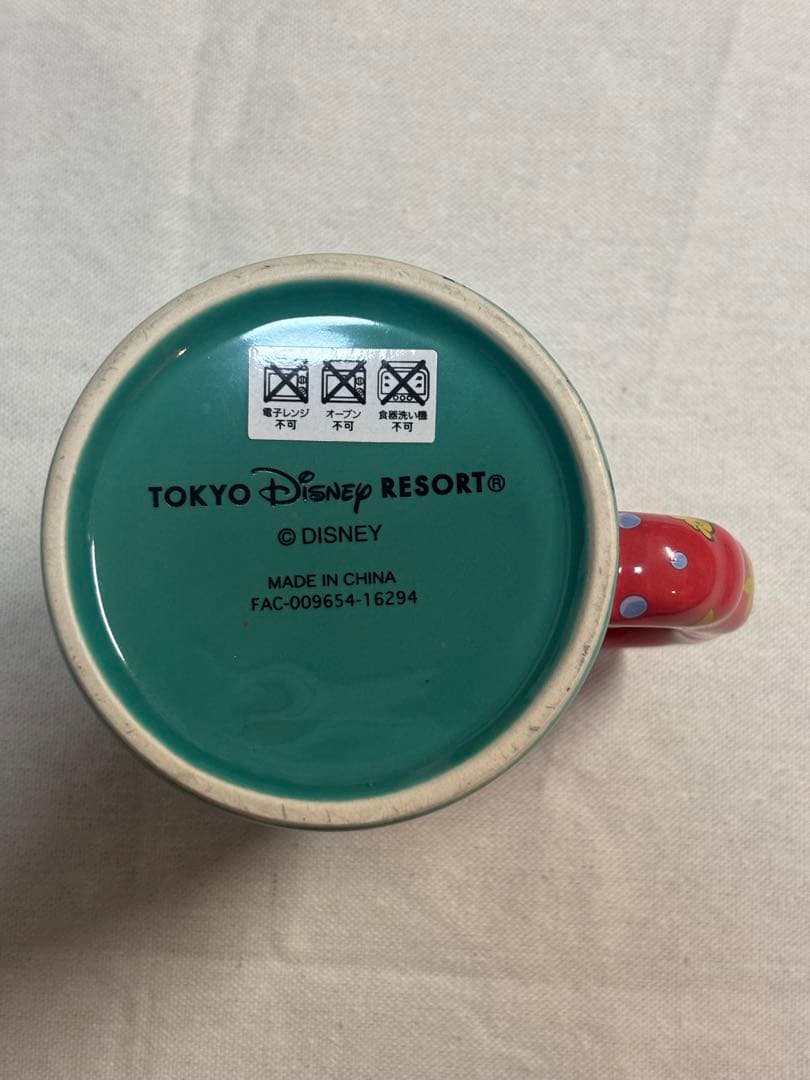 電子レンジ オーブン 食器洗い機
不可 不可 不可
TOKYO Disney RESORT®
© DISNEY
MADE IN CHINA
FAC-009654-16294